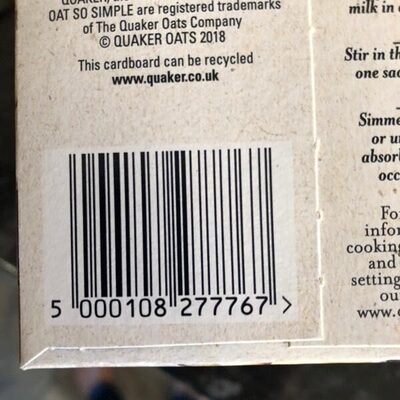 OAT SO SIMPLE are registered trademarks
of The Quaker Oats Company
© QUAKER OATS 2018
This cardboard can be recycled
www.quaker.co.uk
5 000108 277767 >
milk in
Stir in th
one sac
Simme
or
absor
occ
Fo
infor
cooking
and
setting
ou
www.